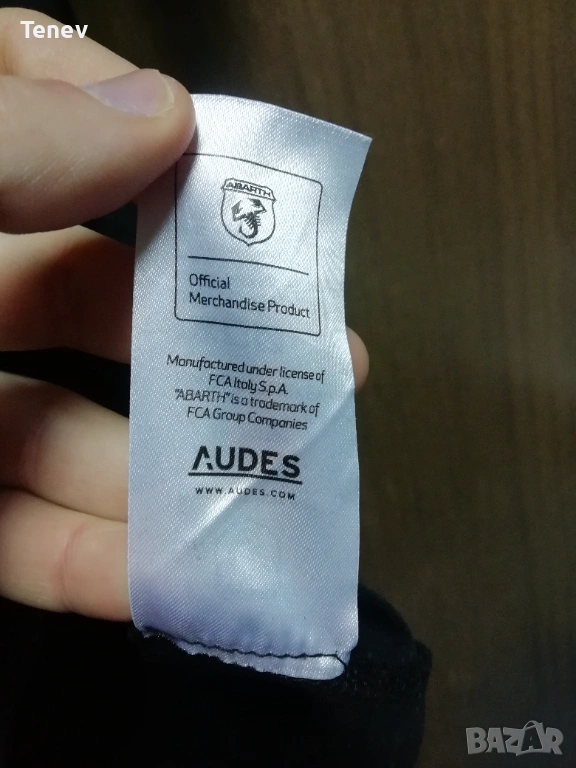 Tenev
ABARTH
Official
Merchandise Product
Manufactured under license of
FCA Italy S.p.A.
"ABARTH" is a trademark of
FCA Group Companies
AUDES
WWW.AUDES.COM
BAZAR